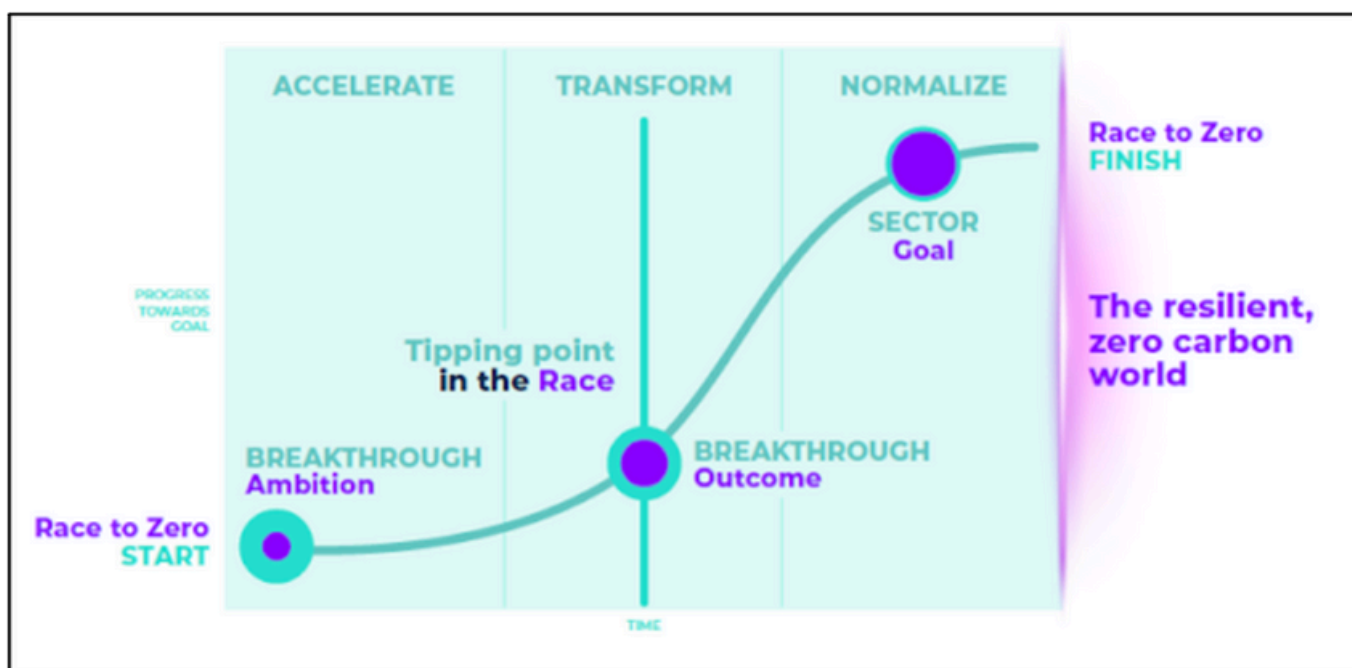 ACCELERATE
TRANSFORM
NORMALIZE
Race to Zero
FINISH
SECTOR
Goal
PROGRESS
TOWARDS
GOAL
The resilient,
zero carbon
world
Tipping point
in the Race
BREAKTHROUGH
Ambition
BREAKTHROUGH
Outcome
Race to Zero
START
TIME